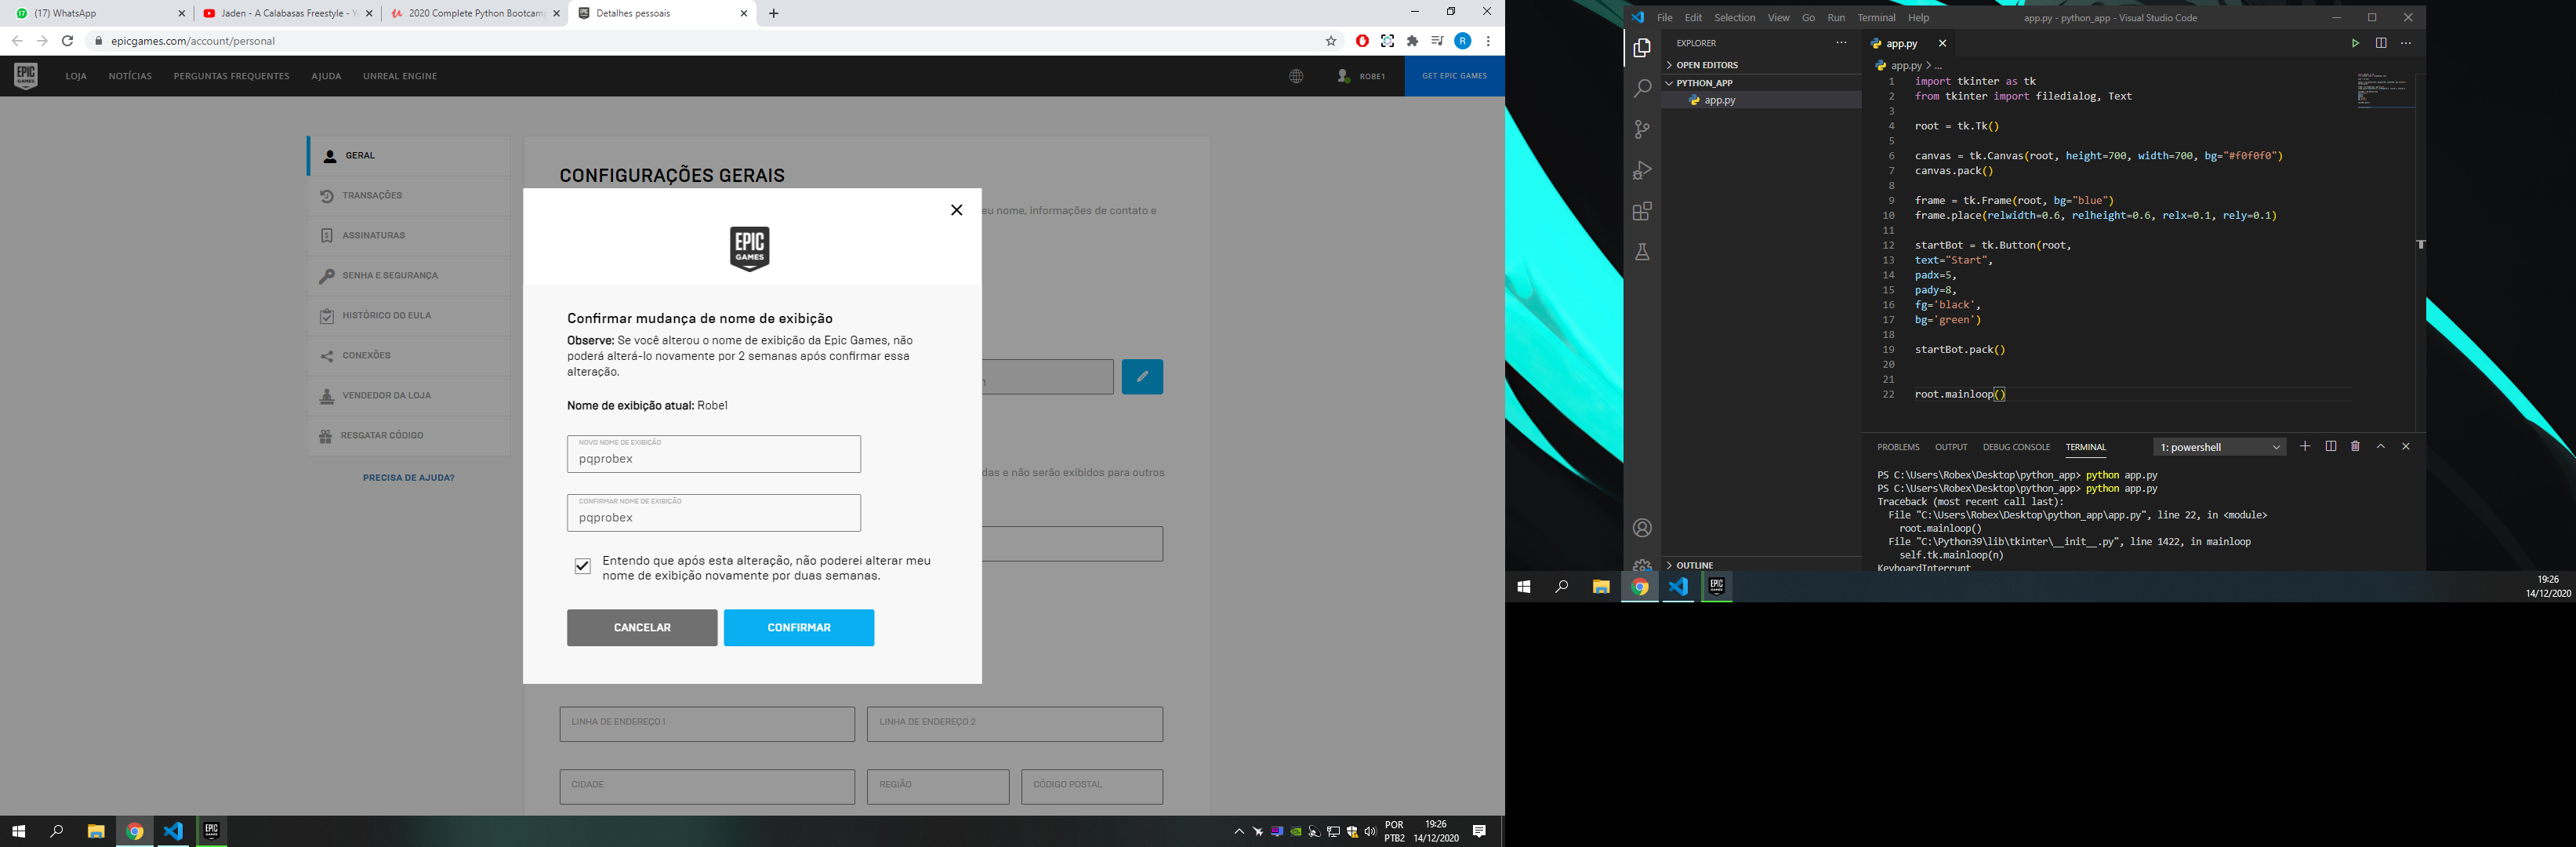 (17) WhatsApp
Jaden - A Calabasas Freestyle - Yo
2020 Complete Python Bootcamp
Detalhes pessoais
epicgames.com/account/personal
R
EPIC GAMES
LOJA
NOTÍCIAS
PERGUNTAS FREQUENTES
AJUDA
UNREAL ENGINE
ROBE1
GET EPIC GAMES
GERAL
TRANSAÇÕES
ASSINATURAS
SENHA E SEGURANÇA
HISTÓRICO DO EULA
CONEXÕES
VENDEDOR DA LOJA
RESGATAR CÓDIGO
PRECISA DE AJUDA?
CONFIGURAÇÕES GERAIS
eu nome, informações de contato e
das e não serão exibidos para outros
EPIC
GAMES
Confirmar mudança de nome de exibição
Observe: Se você alterou o nome de exibição da Epic Games, não
poderá alterá-lo novamente por 2 semanas após confirmar essa
alteração.
Nome de exibição atual: Robe1
NOVO NOME DE EXIBIÇÃO
pqprobex
CONFIRMAR NOME DE EXIBIÇÃO
pqprobex
Entendo que após esta alteração, não poderei alterar meu
nome de exibição novamente por duas semanas.
CANCELAR
CONFIRMAR
LINHA DE ENDEREÇO 1
LINHA DE ENDEREÇO 2
CIDADE
REGIÃO
CÓDIGO POSTAL
POR
PTB2
19:26
14/12/2020
File Edit Selection View Go Run Terminal Help
app.py - python_app - Visual Studio Code
EXPLORER
OPEN EDITORS
PYTHON_APP
app.py
OUTLINE
app.py
app.py > ...
1 import tkinter as tk
2 from tkinter import filedialog, Text
3
4 root = tk.Tk()
5
6 canvas = tk.Canvas(root, height=700, width=700, bg="#f0f0f0")
7 canvas.pack()
8
9 frame = tk.Frame(root, bg="blue")
10 frame.place(relwidth=0.6, relheight=0.6, relx=0.1, rely=0.1)
11
12 startBot = tk.Button(root,
13 text="Start",
14 padx=5,
15 pady=8,
16 fg='black',
17 bg='green')
18
19 startBot.pack()
20
21
22 root.mainloop()
PROBLEMS OUTPUT DEBUG CONSOLE TERMINAL
1: powershell
PS C:\Users\Robex\Desktop\python_app> python app.py
PS C:\Users\Robex\Desktop\python_app> python app.py
Traceback (most recent call last):
File "C:\Users\Robex\Desktop\python_app\app.py", line 22, in <module>
root.mainloop()
File "C:\Python39\lib\tkinter\__init__.py", line 1422, in mainloop
self.tk.mainloop(n)
KeyboardInterrupt
19:26
14/12/2020